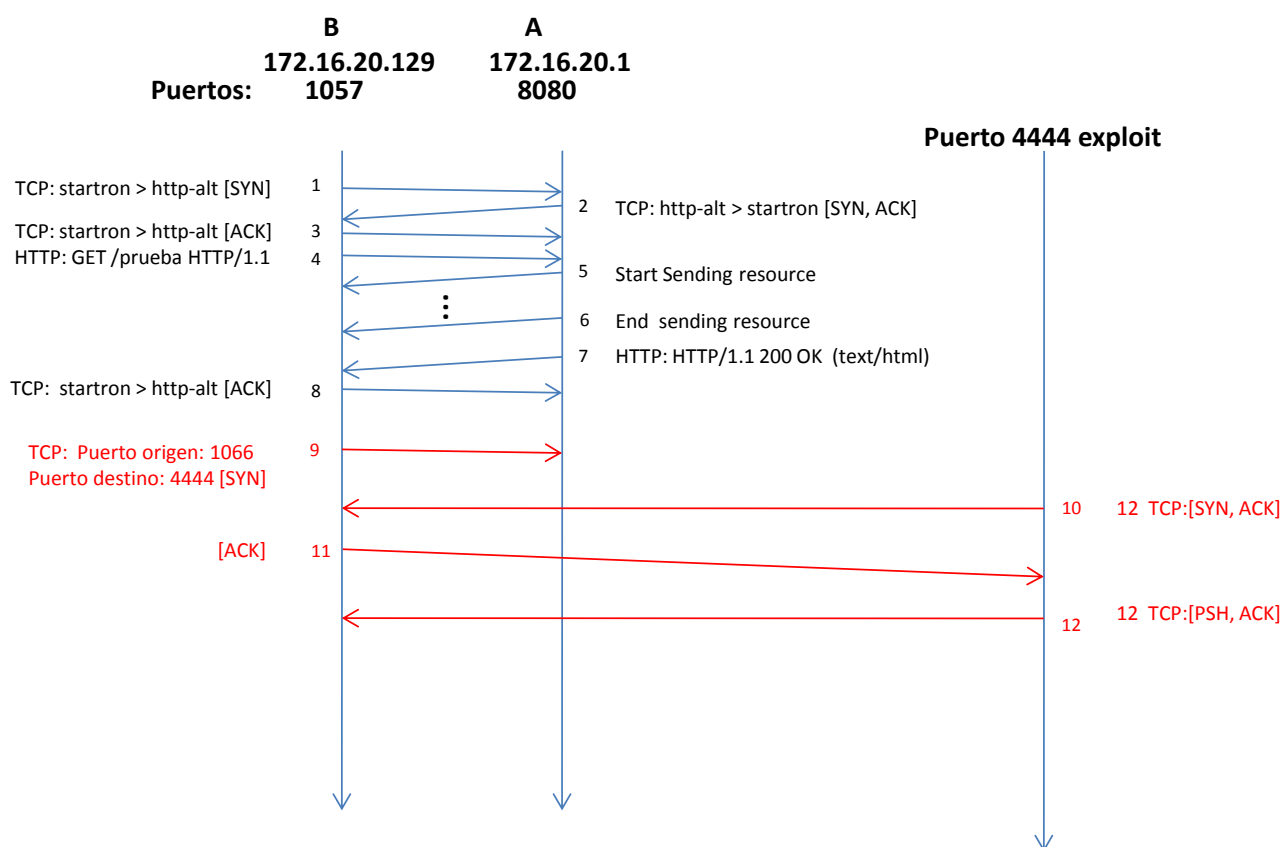 B A
172.16.20.129 172.16.20.1
Puertos: 1057 8080
Puerto 4444 exploit
TCP: startron > http-alt [SYN] 1
2 TCP: http-alt > startron [SYN, ACK]
TCP: startron > http-alt [ACK] 3
HTTP: GET /prueba HTTP/1.1 4
5 Start Sending resource
...
6 End sending resource
7 HTTP: HTTP/1.1 200 OK (text/html)
TCP: startron > http-alt [ACK] 8
TCP: Puerto origen: 1066 9
Puerto destino: 4444 [SYN]
10 12 TCP:[SYN, ACK]
[ACK] 11
12 12 TCP:[PSH, ACK]